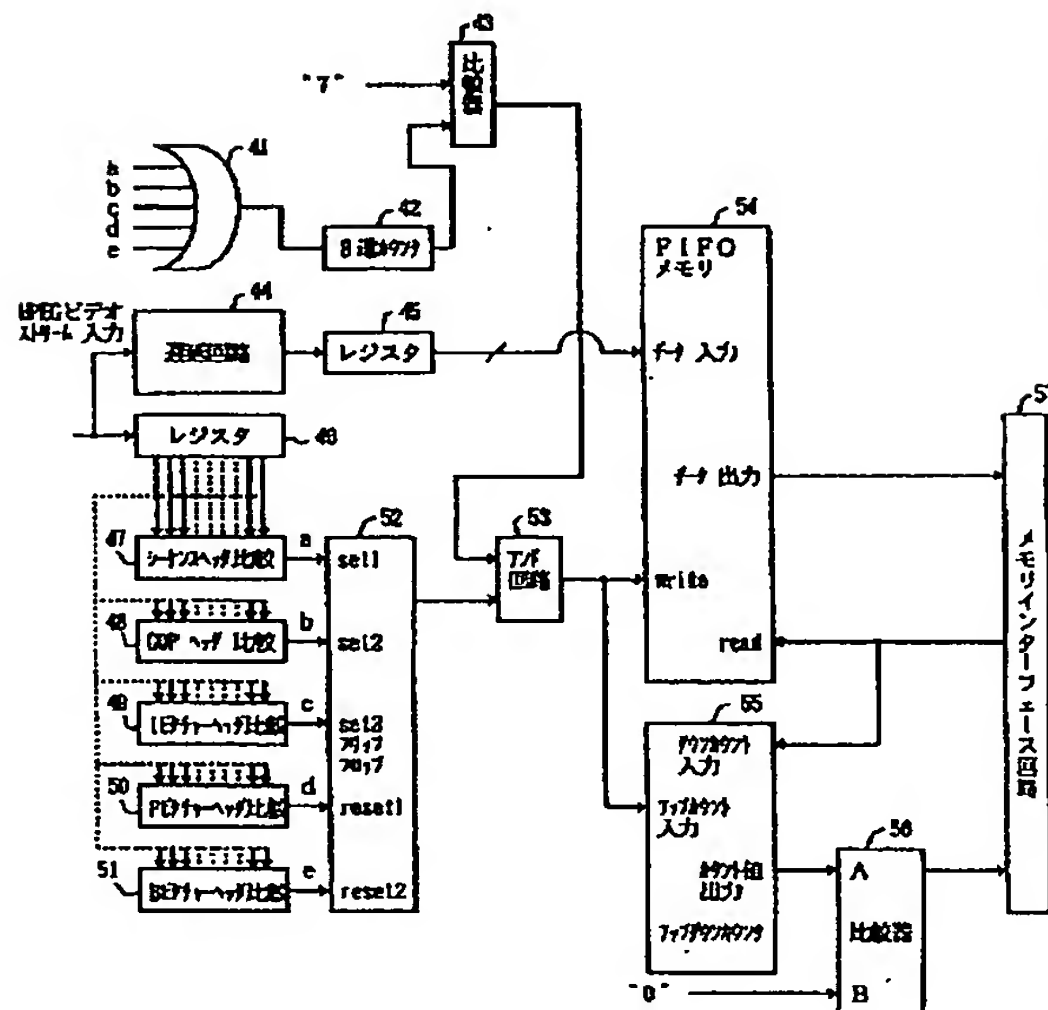 43
"7"
比較器
41
a
b
c
d
e
42
8進カウンタ
54
FIFO
メモリ
MPEGビデオ
ストリーム 入力
44
遅延回路
45
レジスタ
データ 入力
レジスタ
46
57
データ 出力
メモリインターフェース回路
47
シーケンスヘッダ比較
a
52
set1
53
アンド
回路
write
48
GOP ヘッダ 比較
b
set2
read
49
Iピクチャーヘッダ比較
c
set3
フリップ
フロップ
55
ダウンカウント
入力
50
Pピクチャーヘッダ比較
d
reset1
アップカウント
入力
56
51
Bピクチャーヘッダ比較
e
reset2
カウント値
出力
A
アップダウンカウンタ
比較器
"0"
B